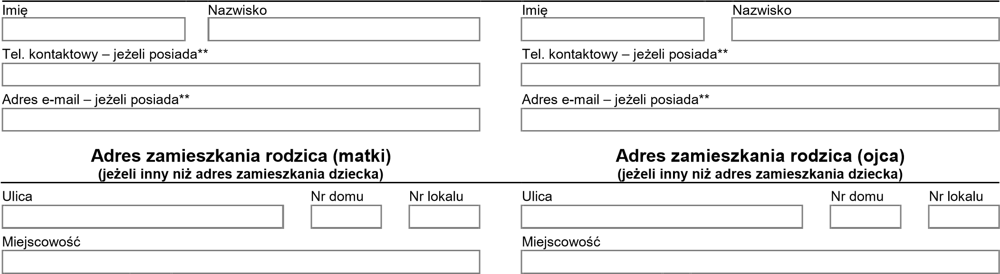 Imię Nazwisko Imię Nazwisko
Tel. kontaktowy – jeżeli posiada** Tel. kontaktowy – jeżeli posiada**
Adres e-mail – jeżeli posiada** Adres e-mail – jeżeli posiada**
Adres zamieszkania rodzica (matki) Adres zamieszkania rodzica (ojca)
(jeżeli inny niż adres zamieszkania dziecka) (jeżeli inny niż adres zamieszkania dziecka)
Ulica Nr domu Nr lokalu Ulica Nr domu Nr lokalu
Miejscowość Miejscowość